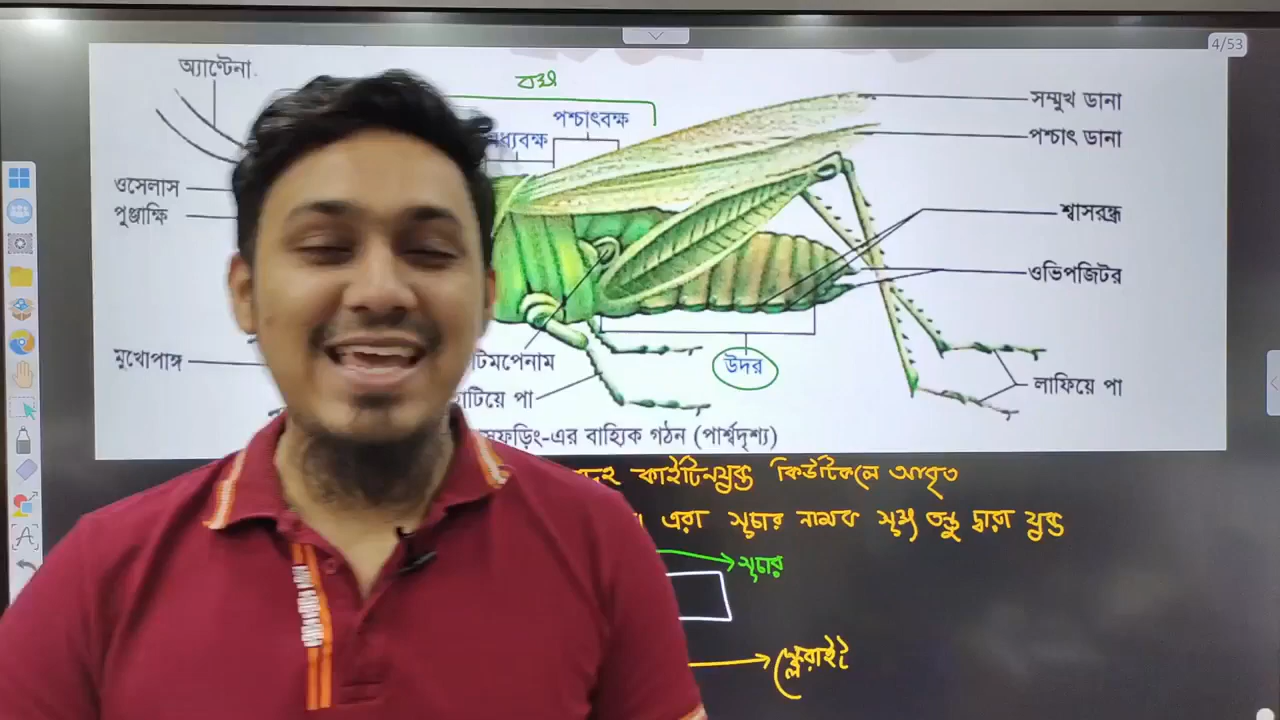 4/53
অ্যান্টেনা
বক্ষ
পশ্চাৎবক্ষ
মধ্যবক্ষ
সম্মুখ ডানা
পশ্চাৎ ডানা
ওসেলাস
পুঞ্জাক্ষি
শ্বাসরন্ধ্র
ওভিপজিটর
মুখোপাঙ্গ
টিমপেনাম
উদর
হাটিয়ে পা
লাফিয়ে পা
সফড়িং-এর বাহ্যিক গঠন (পার্শ্বদৃশ্য)
দেহ কাইটিনযুক্ত কিউটিকলে আবৃত
এরা সূচার নামক সূক্ষ্ম তন্তু দ্বারা যুক্ত
সূচার
স্ক্লেরাইট